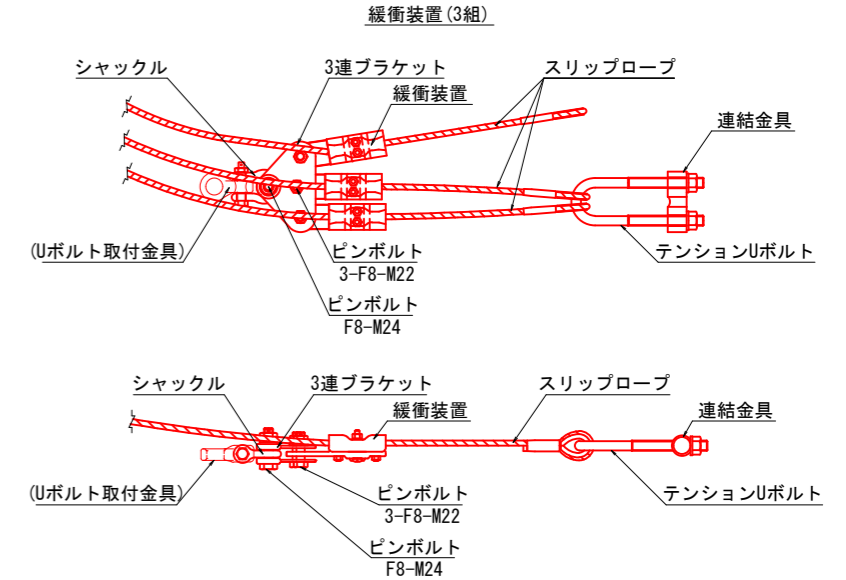 緩衝装置(3組)
シャックル
3連ブラケット
スリップロープ
緩衝装置
連結金具
(Uボルト取付金具)
ピンボルト
3-F8-M22
テンションUボルト
ピンボルト
F8-M24
シャックル
3連ブラケット
スリップロープ
緩衝装置
連結金具
(Uボルト取付金具)
ピンボルト
3-F8-M22
テンションUボルト
ピンボルト
F8-M24